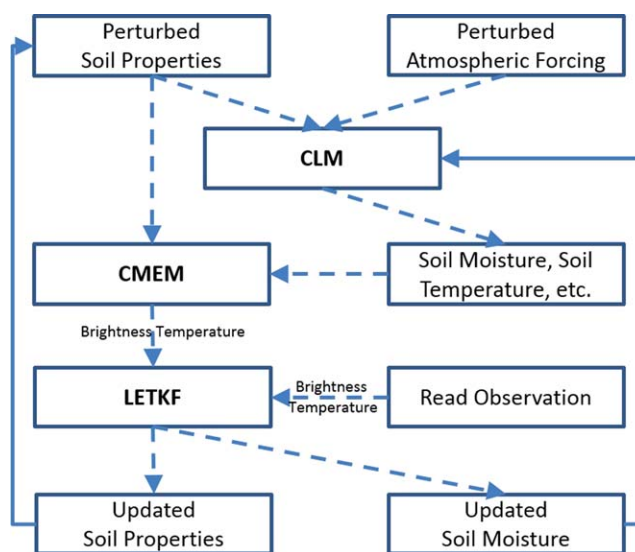 Perturbed
Soil Properties
Perturbed
Atmospheric Forcing
CLM
CMEM
Soil Moisture, Soil
Temperature, etc.
Brightness Temperature
LETKF
Brightness
Temperature
Read Observation
Updated
Soil Properties
Updated
Soil Moisture